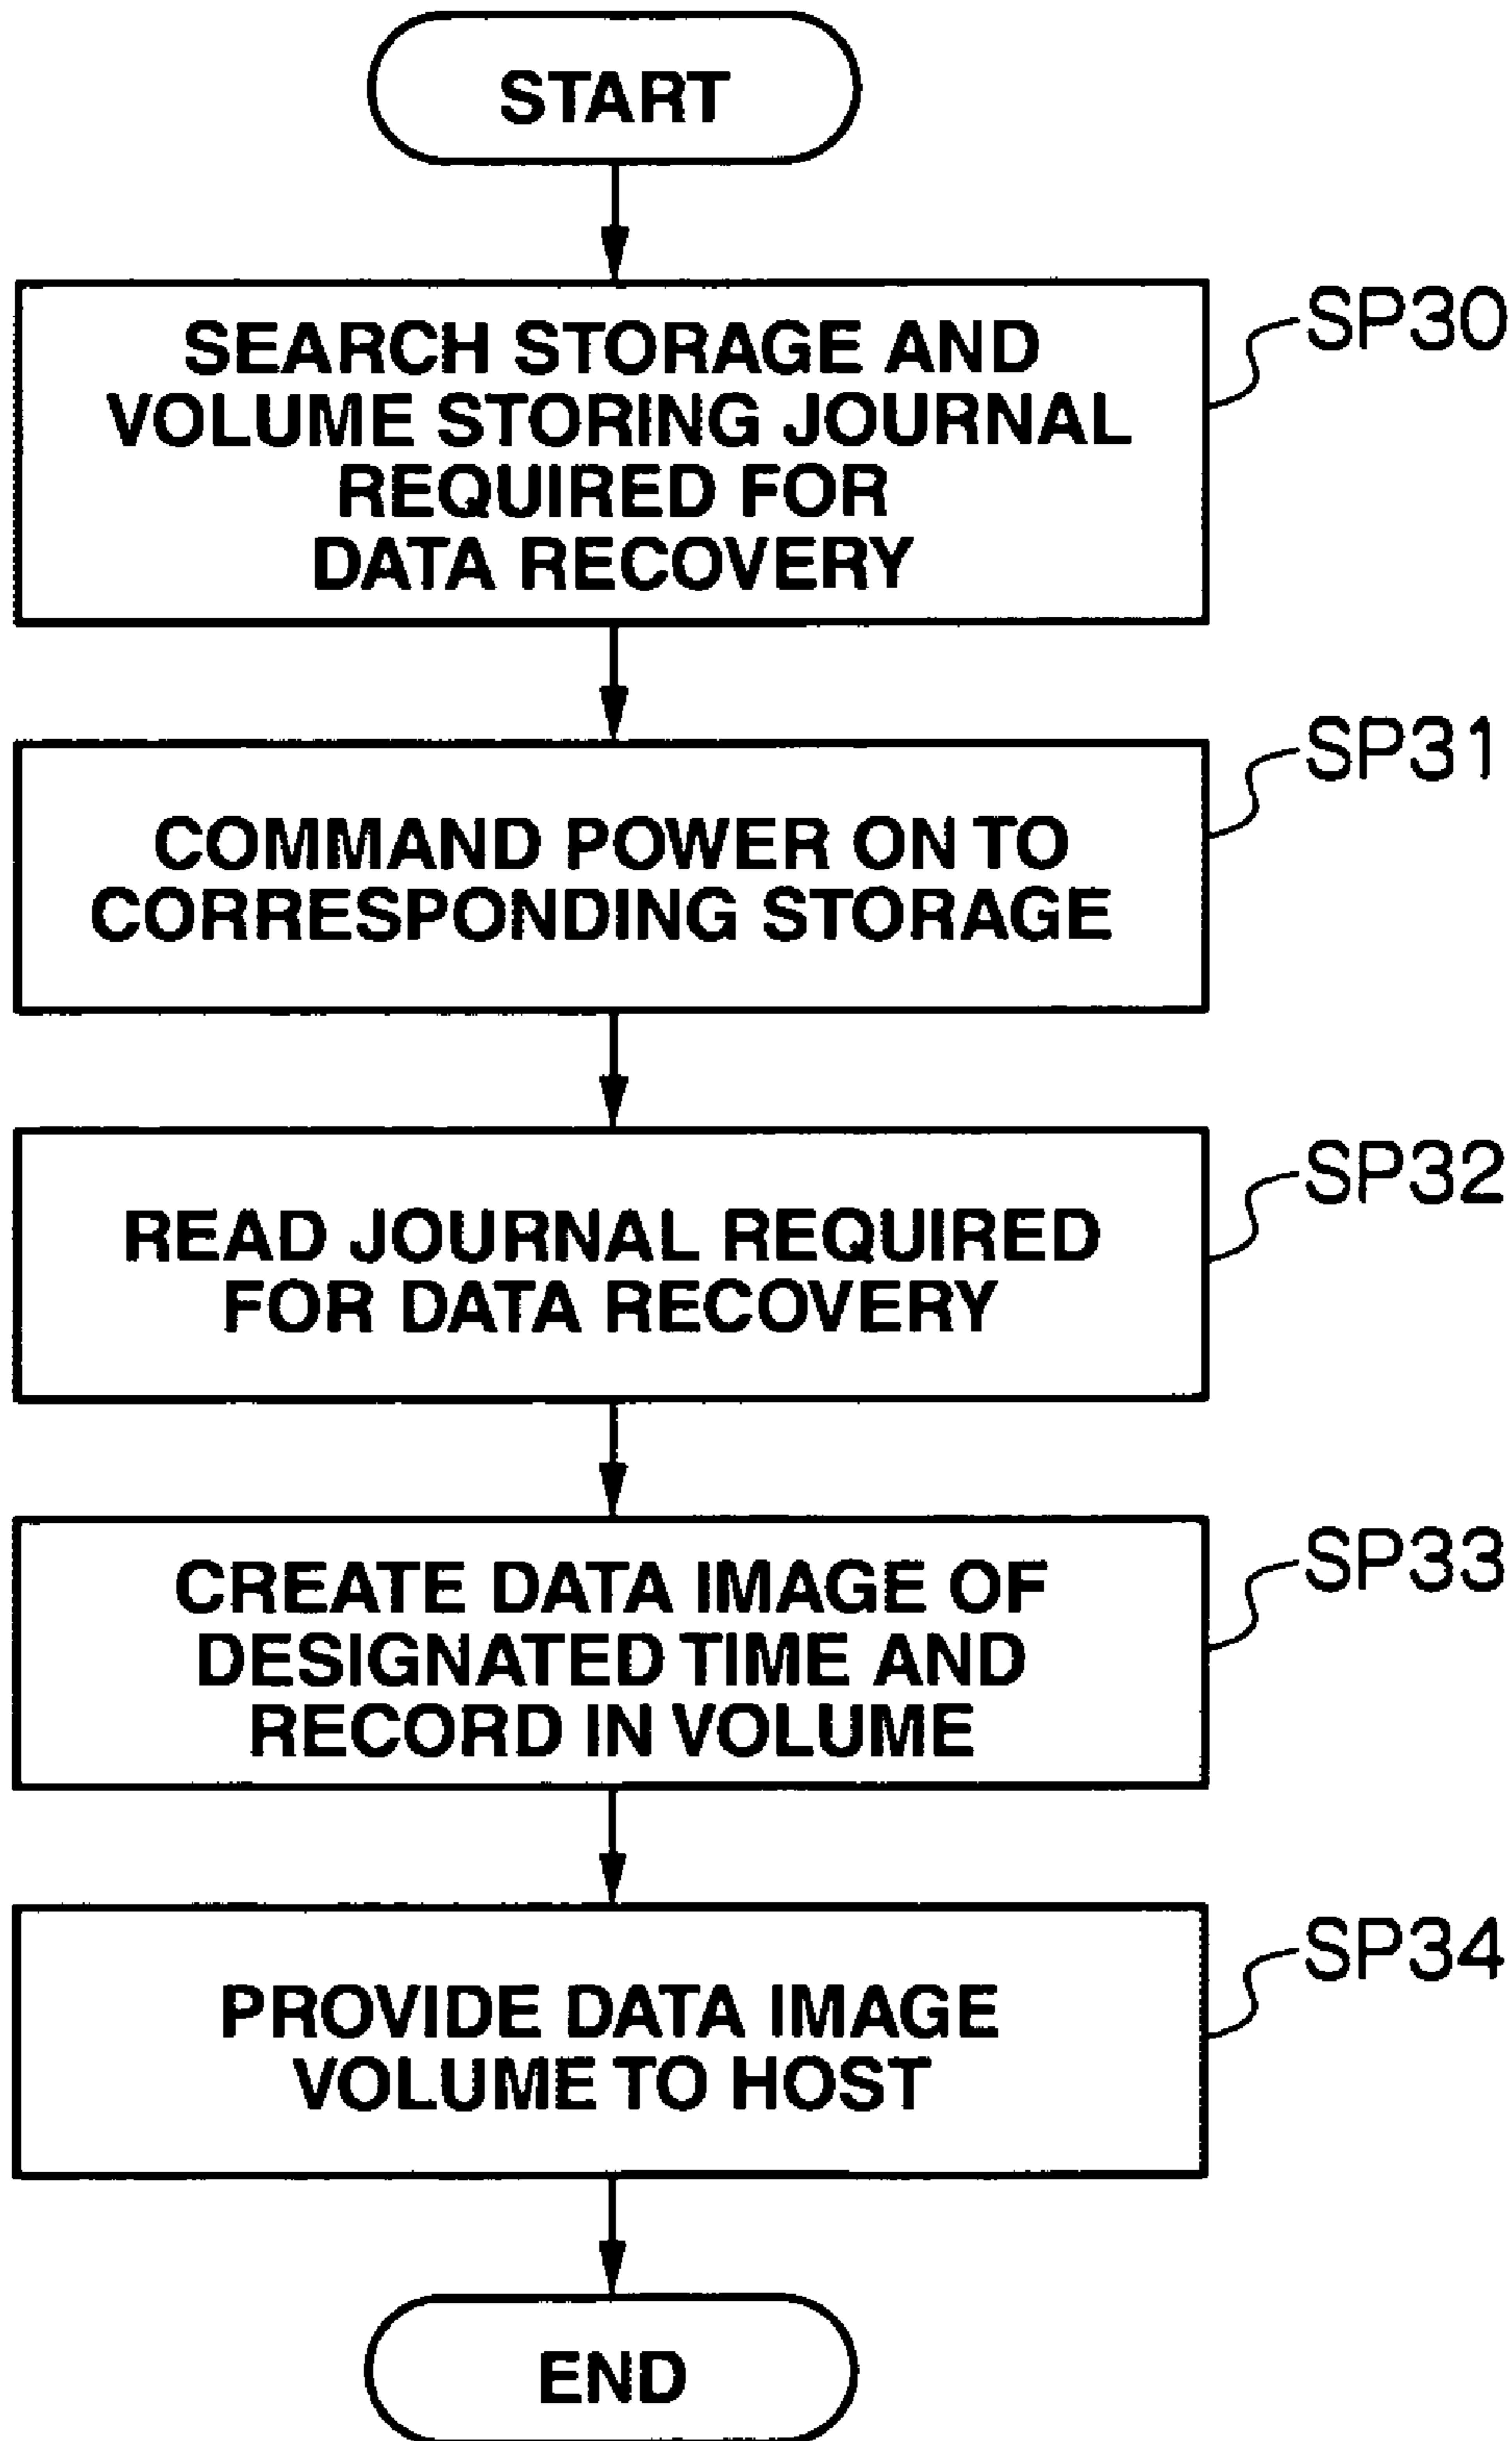 START
SEARCH STORAGE AND
VOLUME STORING JOURNAL
REQUIRED FOR
DATA RECOVERY
SP30
COMMAND POWER ON TO
CORRESPONDING STORAGE
SP31
READ JOURNAL REQUIRED
FOR DATA RECOVERY
SP32
CREATE DATA IMAGE OF
DESIGNATED TIME AND
RECORD IN VOLUME
SP33
PROVIDE DATA IMAGE
VOLUME TO HOST
SP34
END